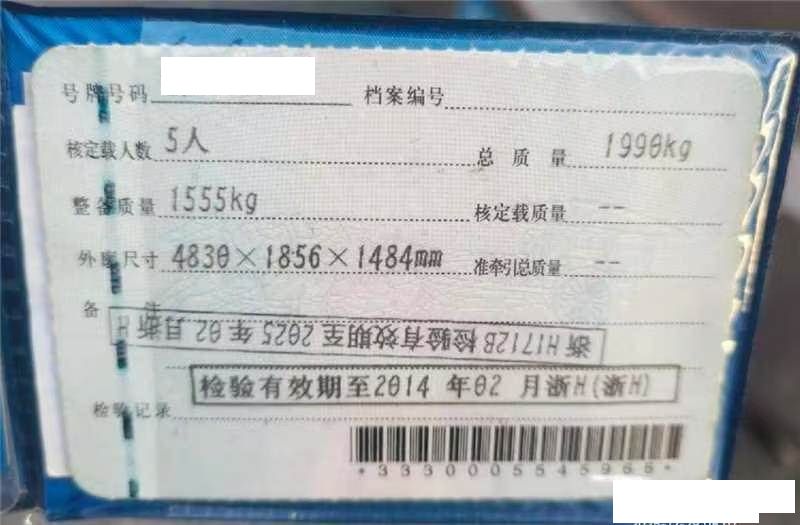 号牌号码 档案编号
核定载人数 5人 总质量 1990kg
整备质量 1555kg 核定载质量 --
外廓尺寸 4830×1856×1484mm 准牵引总质量 --
备注
浙H1712B检验有效期至2025年02月浙H
检验有效期至2014年02月浙H(浙H)
检验记录
*3330005545965*